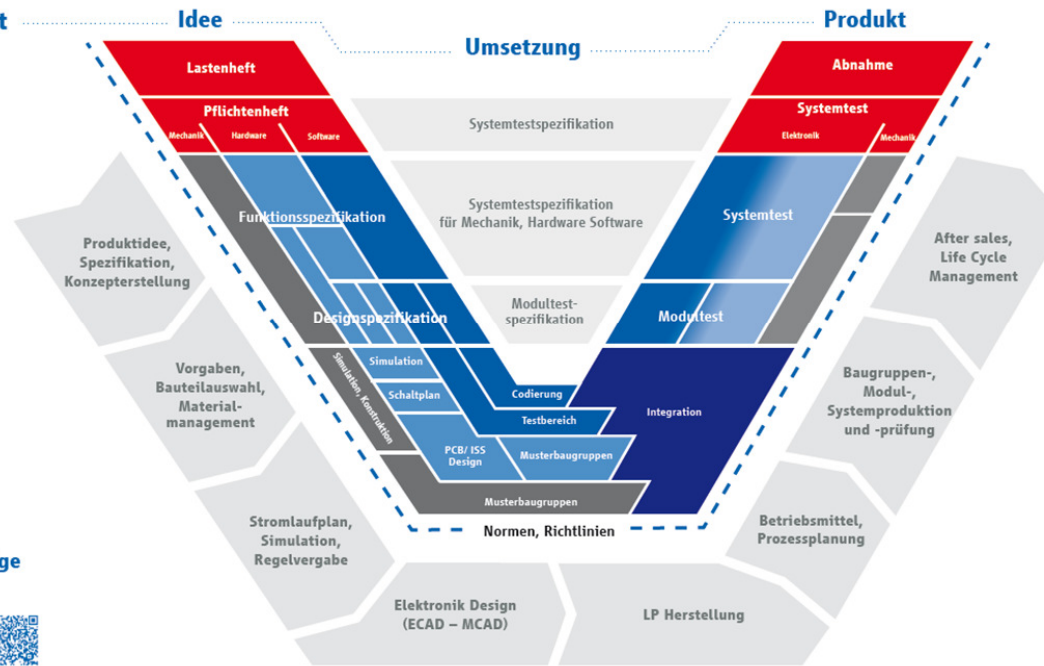 t
Idee
Umsetzung
Produkt
Lastenheft
Abnahme
Pflichtenheft
Mechanik
Hardware
Software
Systemtestspezifikation
Systemtest
Elektronik
Mechanik
Funktionsspezifikation
Systemtestspezifikation
für Mechanik, Hardware Software
Systemtest
Produktidee,
Spezifikation,
Konzepterstellung
After sales,
Life Cycle
Management
Designspezifikation
Modultest-
spezifikation
Modultest
Vorgaben,
Bauteilauswahl,
Material-
management
Simulation, Konstruktion
Simulation
Schaltplan
Codierung
Testbereich
Integration
PCB/ ISS
Design
Musterbaugruppen
Musterbaugruppen
Baugruppen-,
Modul-,
Systemproduktion
und -prüfung
Normen, Richtlinien
Stromlaufplan,
Simulation,
Regelvergabe
Betriebsmittel,
Prozessplanung
ge
Elektronik Design
(ECAD – MCAD)
LP Herstellung